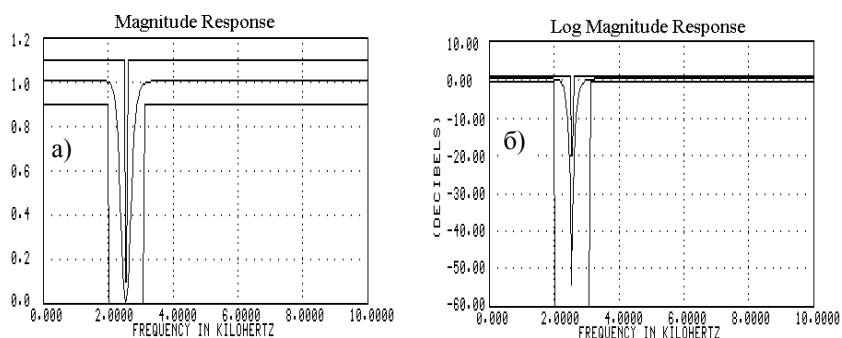 Magnitude Response
1.2
1.0
0.8
0.6
0.4
0.2
0.0
а)
0.000 2.0000 4.0000 6.0000 8.0000 10.000
FREQUENCY IN KILOHERTZ
Log Magnitude Response
10.00
0.00
-10.00
-20.00
-30.00
-40.00
-50.00
-60.00
(DECIBELS)
б)
0.000 2.0000 4.0000 6.0000 8.0000 10.000
FREQUENCY IN KILOHERTZ